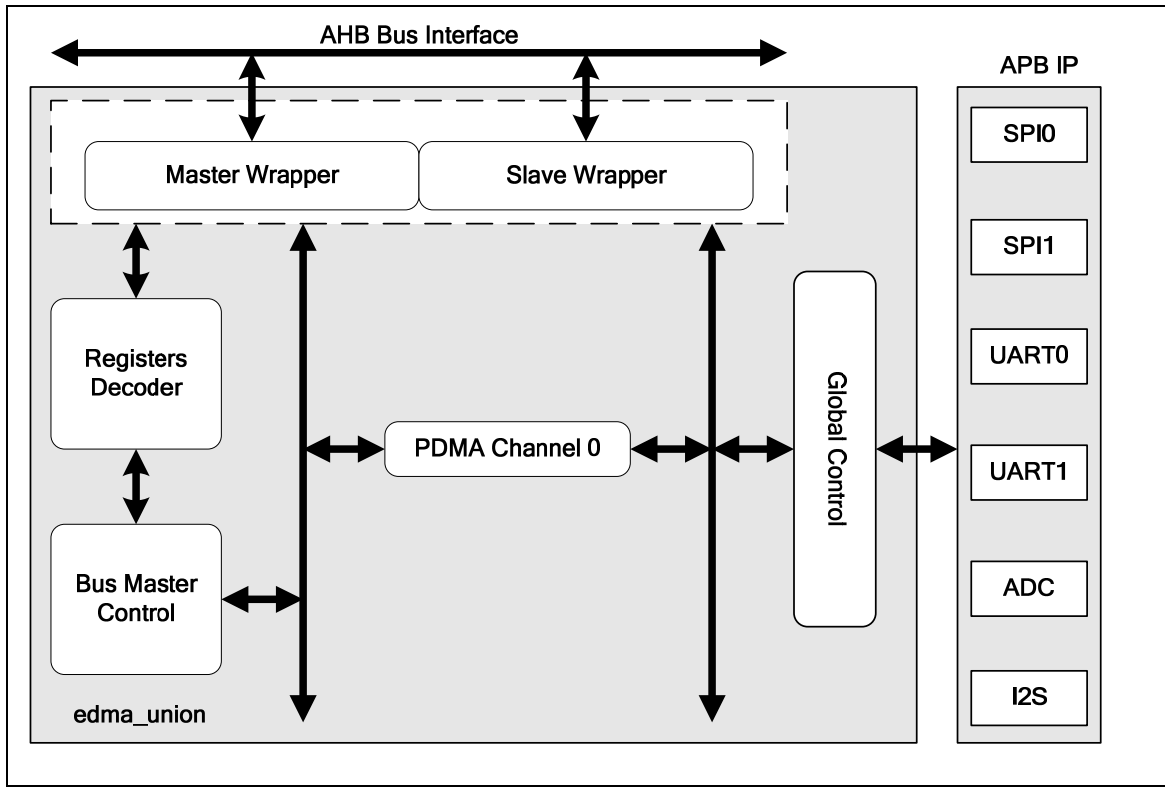 AHB Bus Interface
APB IP
Master Wrapper
Slave Wrapper
Registers
Decoder
Bus Master
Control
PDMA Channel 0
Global Control
edma_union
SPI0
SPI1
UART0
UART1
ADC
I2S